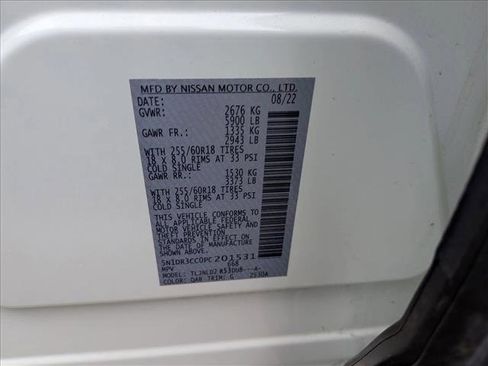 MFD BY NISSAN MOTOR CO., LTD.
DATE: 08/22
GVWR: 2676 KG
5900 LB
GAWR FR.: 1335 KG
2943 LB
WITH 255/60R18 TIRES
18 X 8.0 RIMS AT 33 PSI
COLD SINGLE
GAWR RR.: 1530 KG
3373 LB
WITH 255/60R18 TIRES
18 X 8.0 RIMS AT 33 PSI
COLD SINGLE
THIS VEHICLE CONFORMS TO
ALL APPLICABLE FEDERAL
MOTOR VEHICLE SAFETY AND
THEFT PREVENTION
STANDARDS IN EFFECT ON
THE DATE OF MANUFACTURE
SHOWN ABOVE.
5N1DR3CC0PC201531
MPV 668
MODEL:
COLOR: QAB TRIM: G